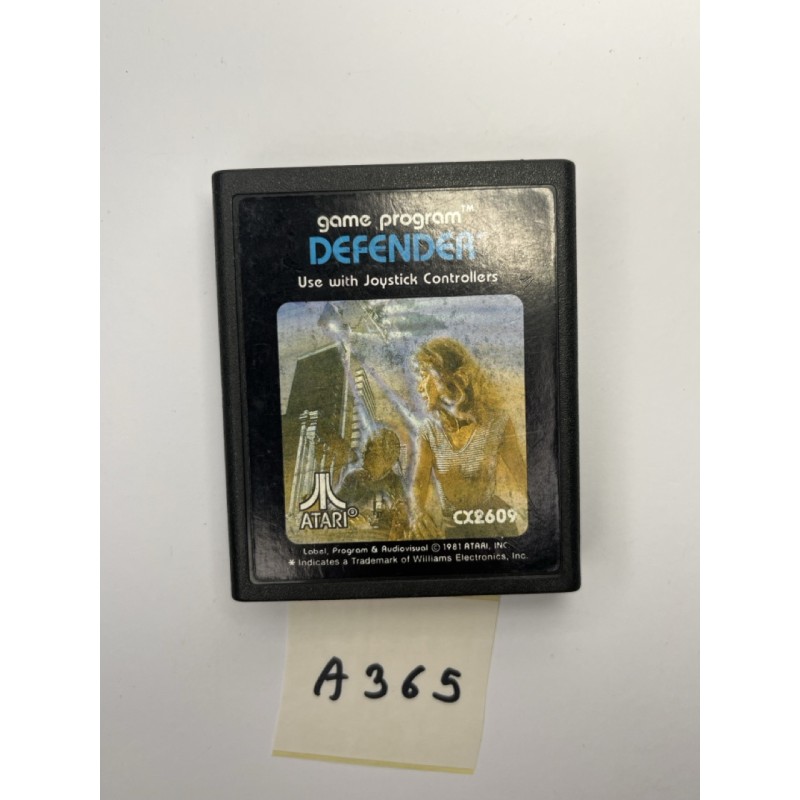 game program™
DEFENDER*
Use with Joystick Controllers
ATARI®
CX2609
Label, Program & Audiovisual © 1981 ATARI, INC.
* Indicates a Trademark of Williams Electronics, Inc.
A365